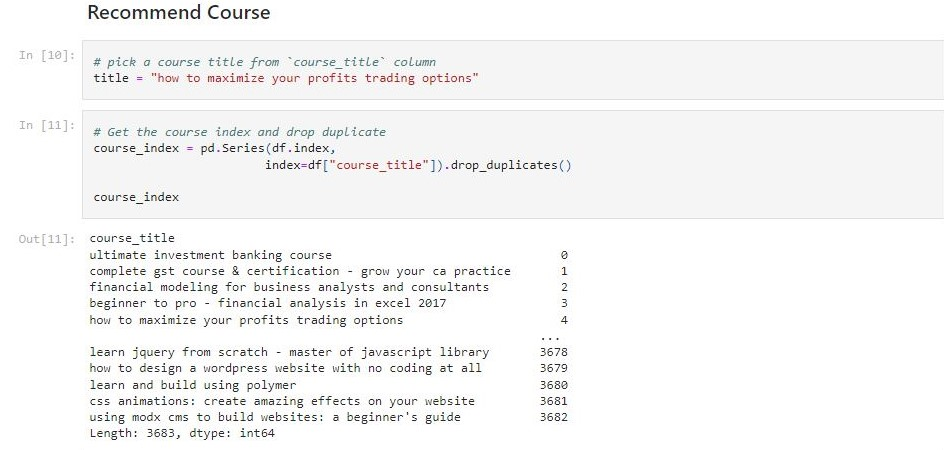 Recommend Course
In [10]:
# pick a course title from `course_title` column
title = "how to maximize your profits trading options"
In [11]:
# Get the course index and drop duplicate
course_index = pd.Series(df.index,
index=df["course_title"]).drop_duplicates()
course_index
Out[11]:
course_title
ultimate investment banking course 0
complete gst course & certification - grow your ca practice 1
financial modeling for business analysts and consultants 2
beginner to pro - financial analysis in excel 2017 3
how to maximize your profits trading options 4
...
learn jquery from scratch - master of javascript library 3678
how to design a wordpress website with no coding at all 3679
learn and build using polymer 3680
css animations: create amazing effects on your website 3681
using modx cms to build websites: a beginner's guide 3682
Length: 3683, dtype: int64